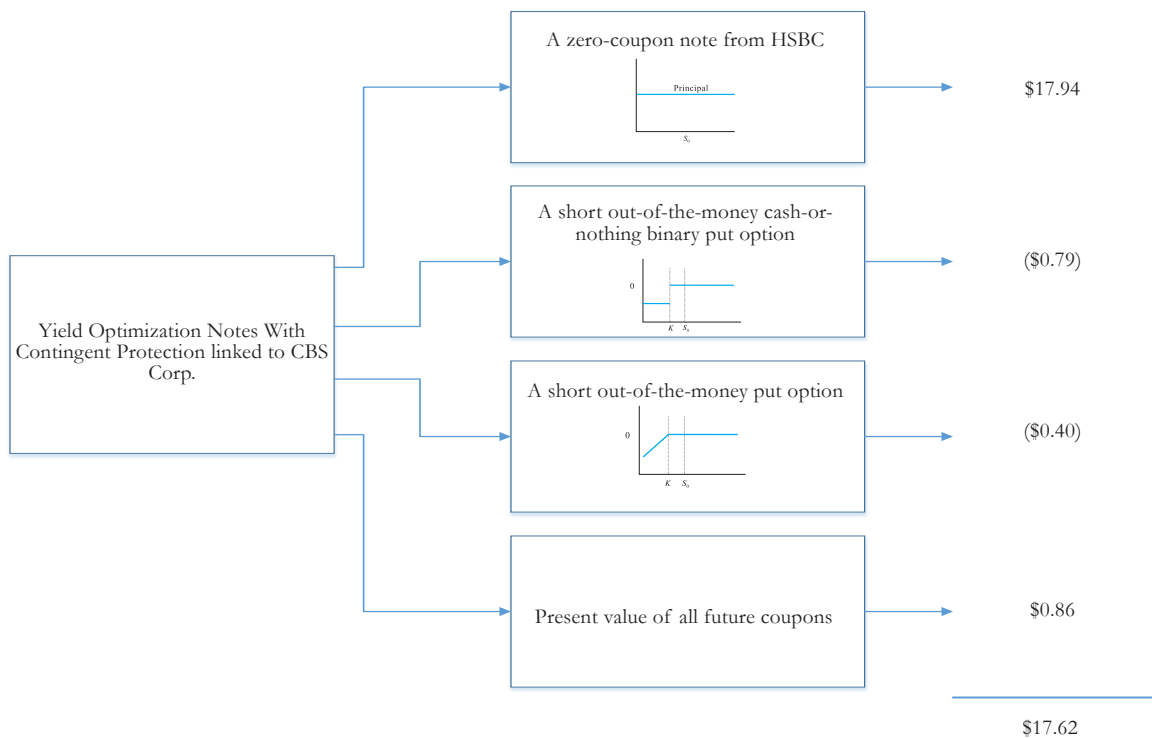 A zero-coupon note from HSBC
Principal
S0
$17.94
A short out-of-the-money cash-or-
nothing binary put option
0
K S0
($0.79)
Yield Optimization Notes With
Contingent Protection linked to CBS
Corp.
A short out-of-the-money put option
0
K S0
($0.40)
Present value of all future coupons
$0.86
$17.62